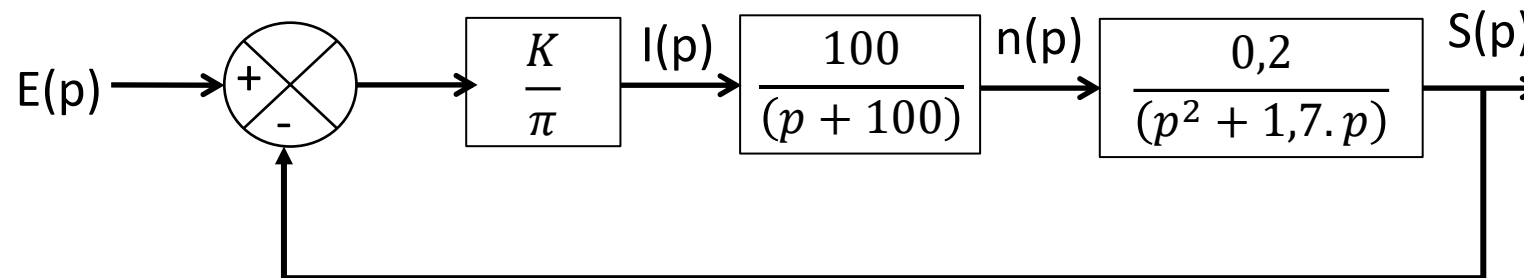 E(p)
+
-
K
π
I(p)
100
(p + 100)
n(p)
0,2
(p² + 1,7. p)
S(p)